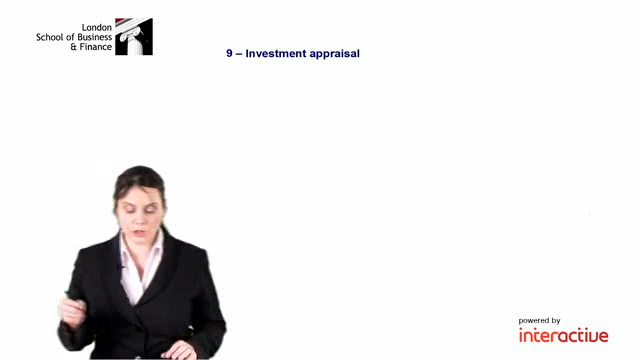 London
School of Business
& Finance
9 – Investment appraisal
powered by
interactive